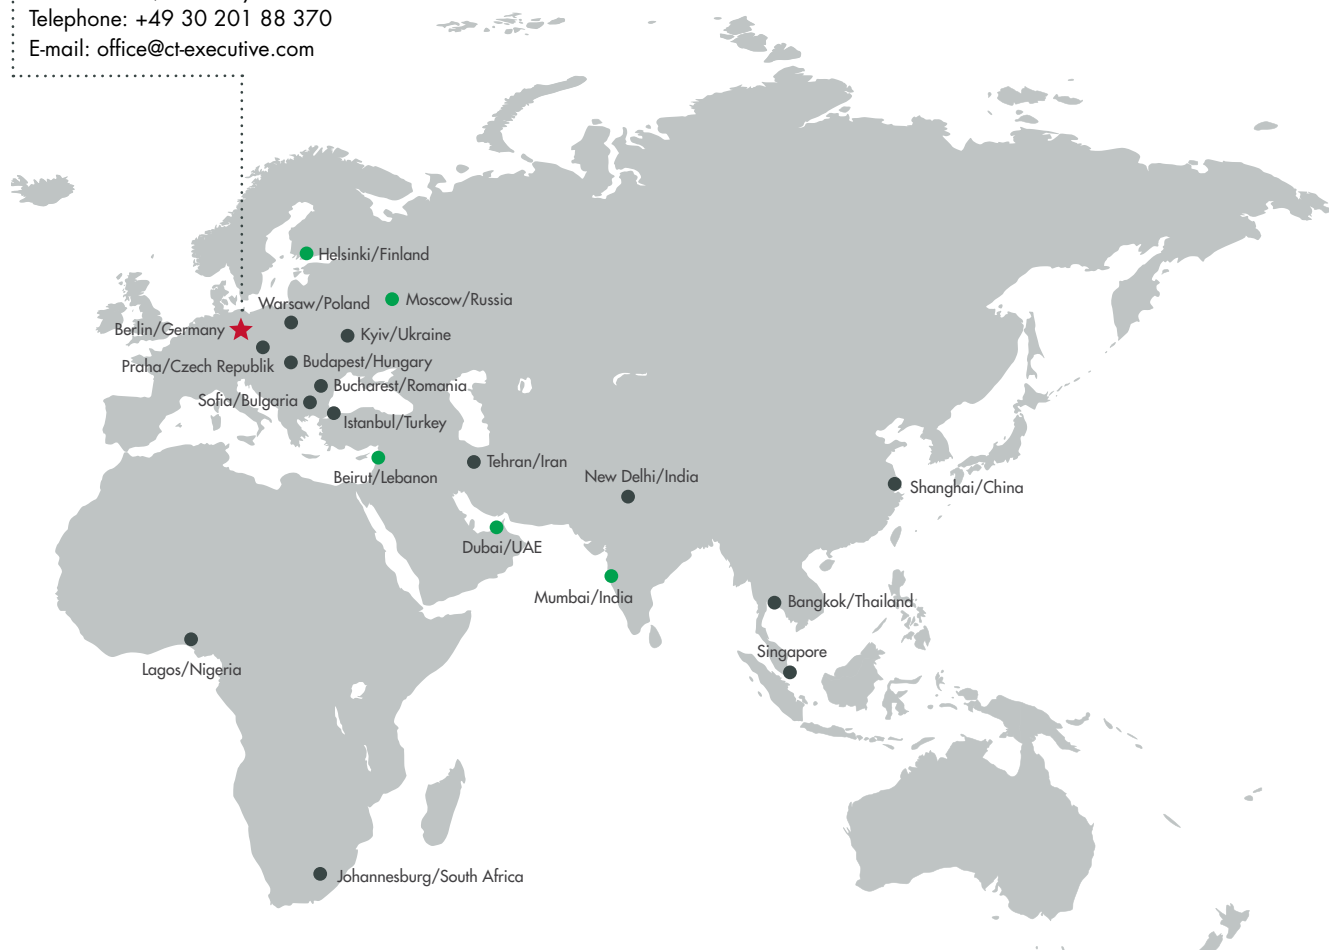 Telephone: +49 30 201 88 370
E-mail: office@ct-executive.com
Helsinki/Finland
Moscow/Russia
Warsaw/Poland
Berlin/Germany
Kyiv/Ukraine
Praha/Czech Republik
Budapest/Hungary
Bucharest/Romania
Sofia/Bulgaria
Istanbul/Turkey
Tehran/Iran
Beirut/Lebanon
New Delhi/India
Shanghai/China
Dubai/UAE
Mumbai/India
Bangkok/Thailand
Singapore
Lagos/Nigeria
Johannesburg/South Africa